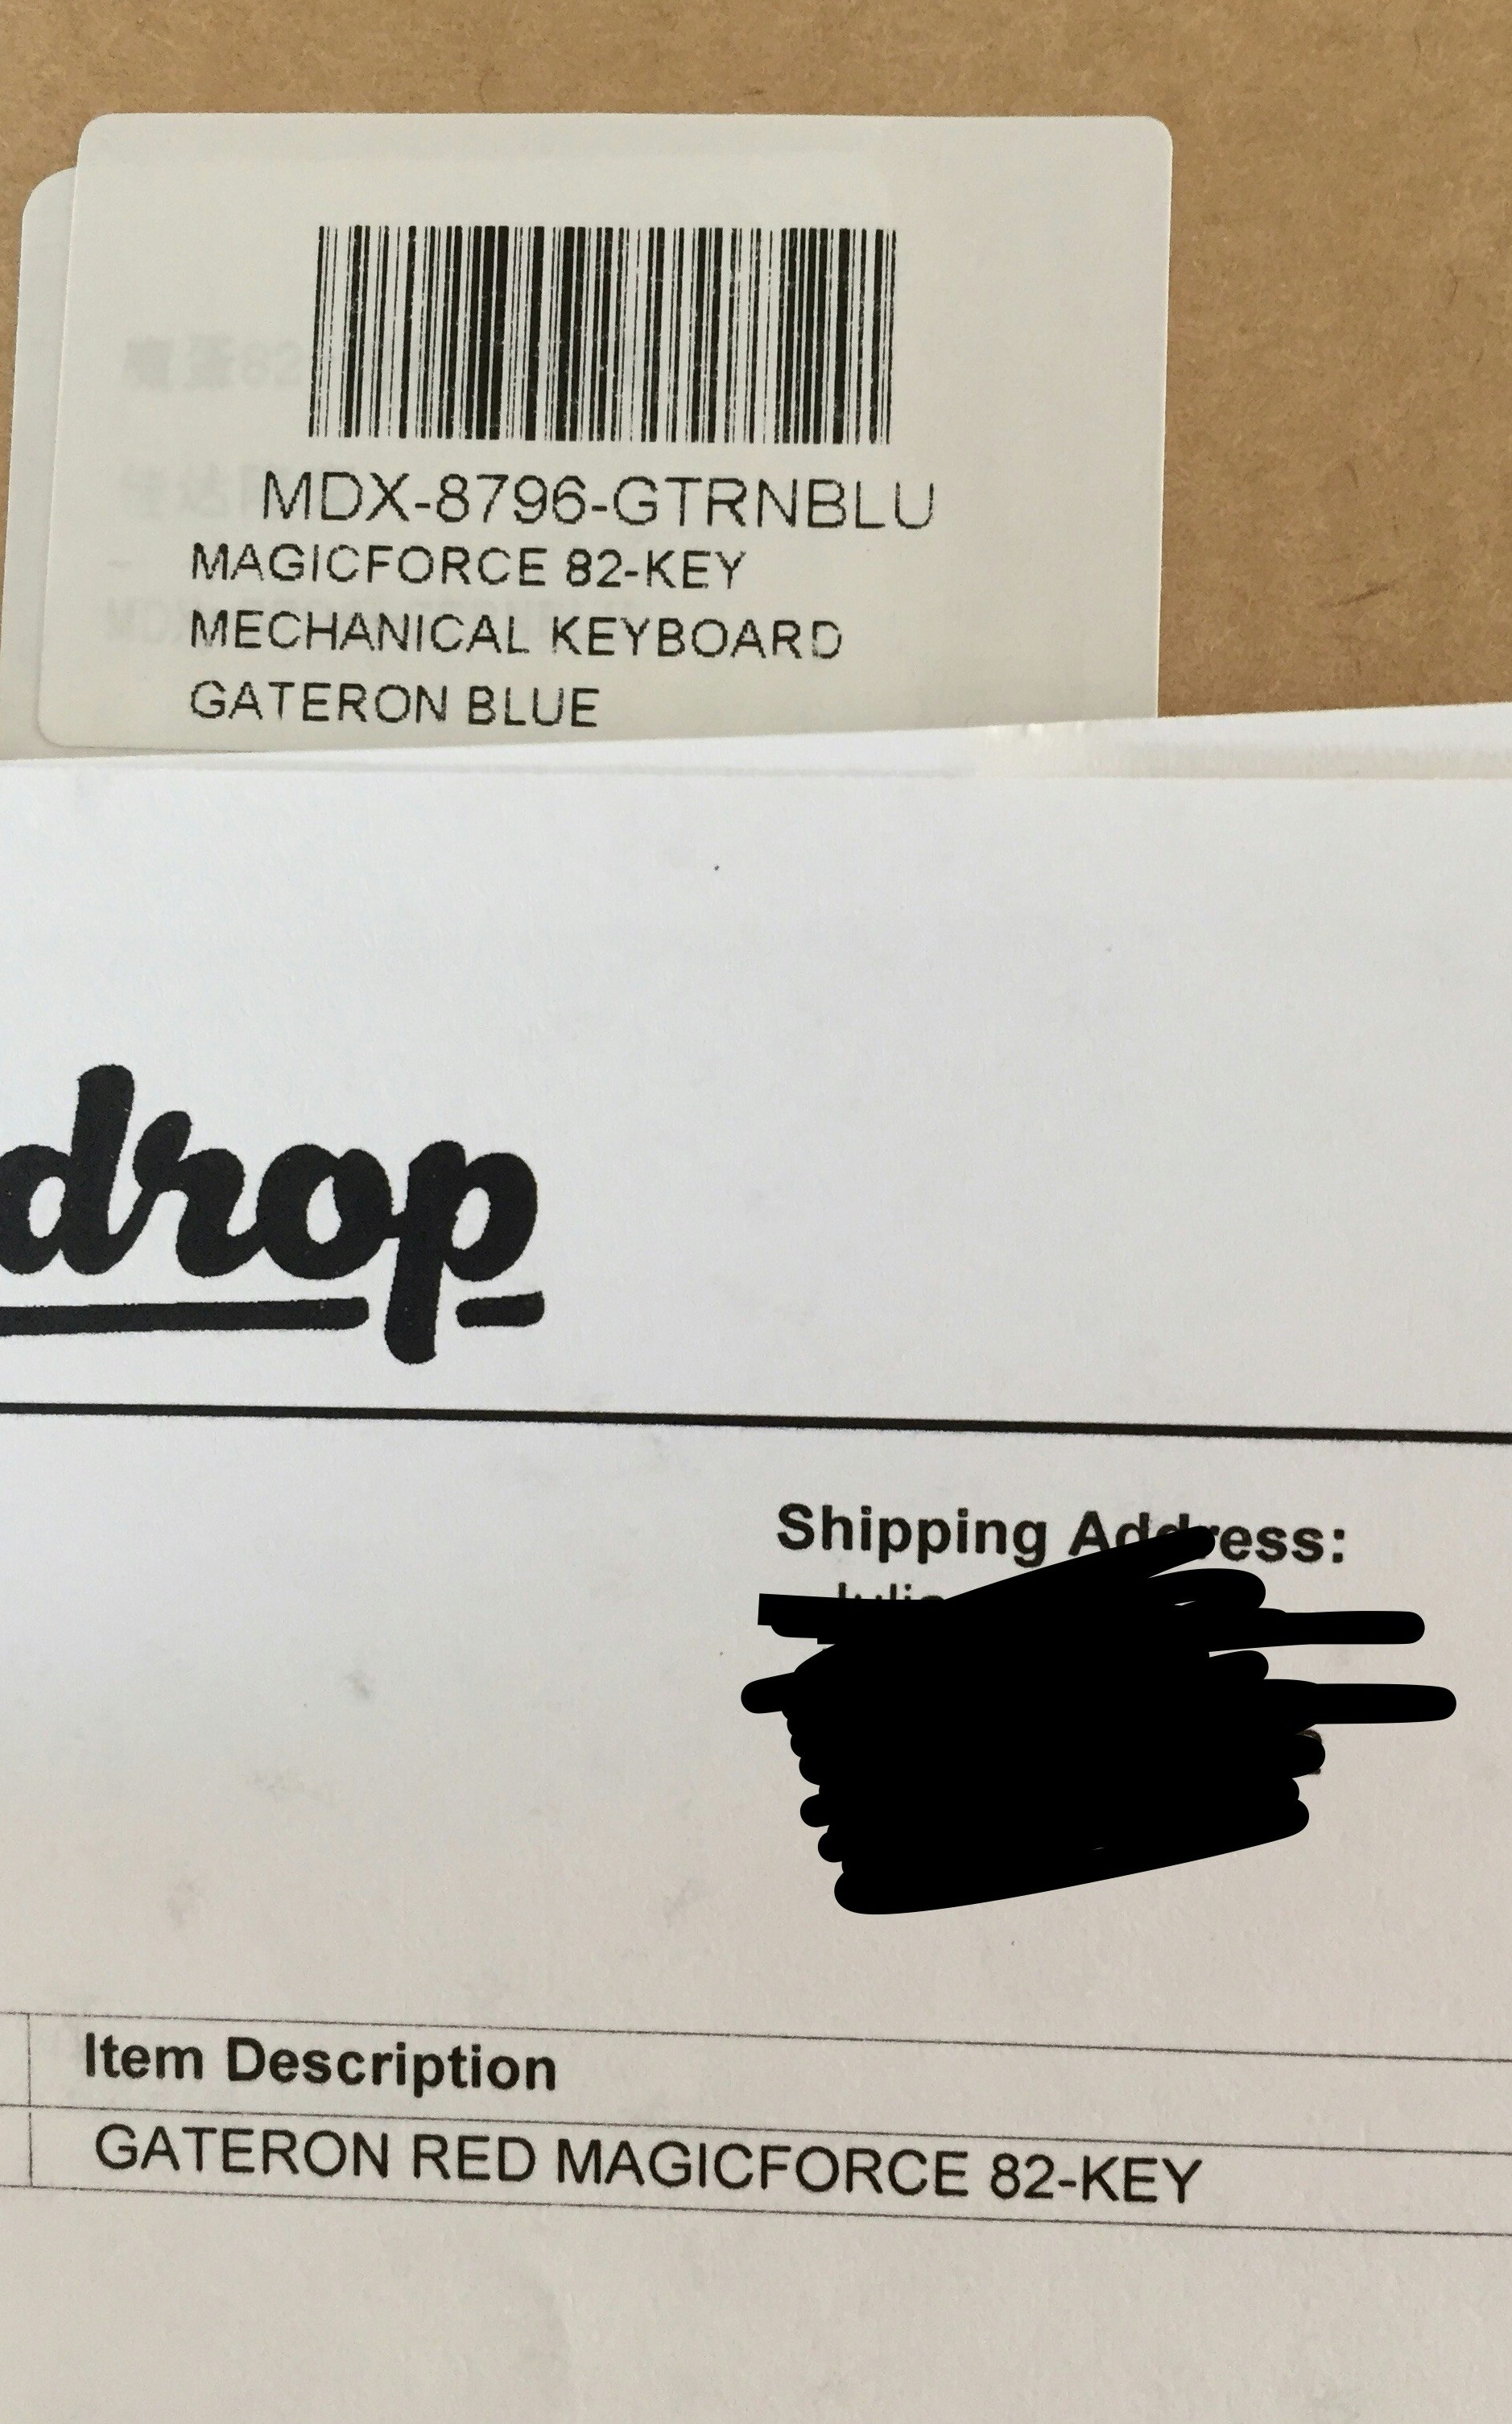 MDX-8796-GTRNBLU
MAGICFORCE 82-KEY
MECHANICAL KEYBOARD
GATERON BLUE
drop
Shipping Address:
Item Description
GATERON RED MAGICFORCE 82-KEY